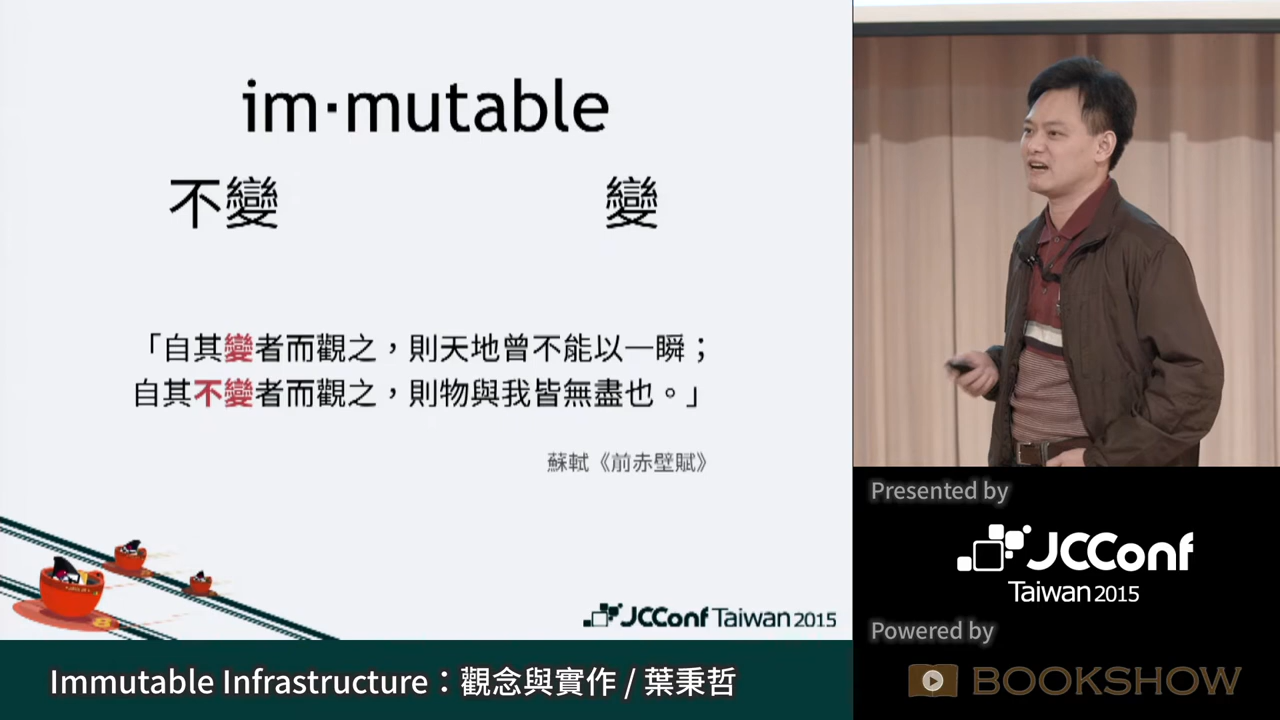 im·mutable
不變 變
「自其變者而觀之，則天地曾不能以一瞬；
自其不變者而觀之，則物與我皆無盡也。」
蘇軾《前赤壁賦》
JCConf Taiwan 2015
Immutable Infrastructure：觀念與實作 / 葉秉哲
Presented by
JCConf
Taiwan 2015
Powered by
BOOKSHOW